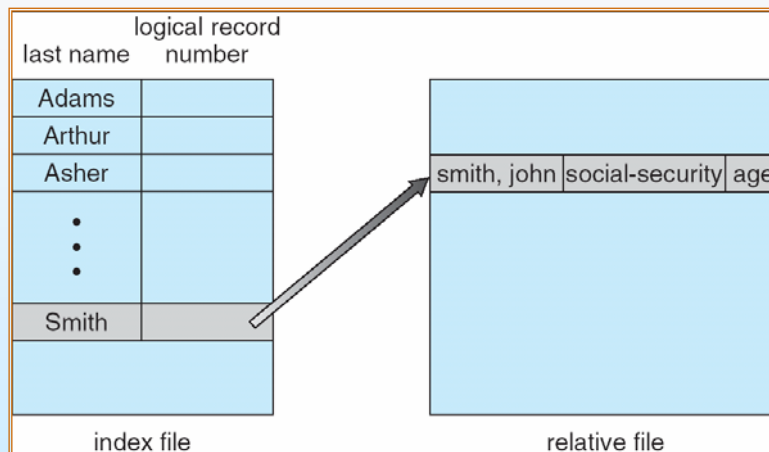 logical record
last name number
Adams
Arthur
Asher
Smith
smith, john social-security age
index file
relative file